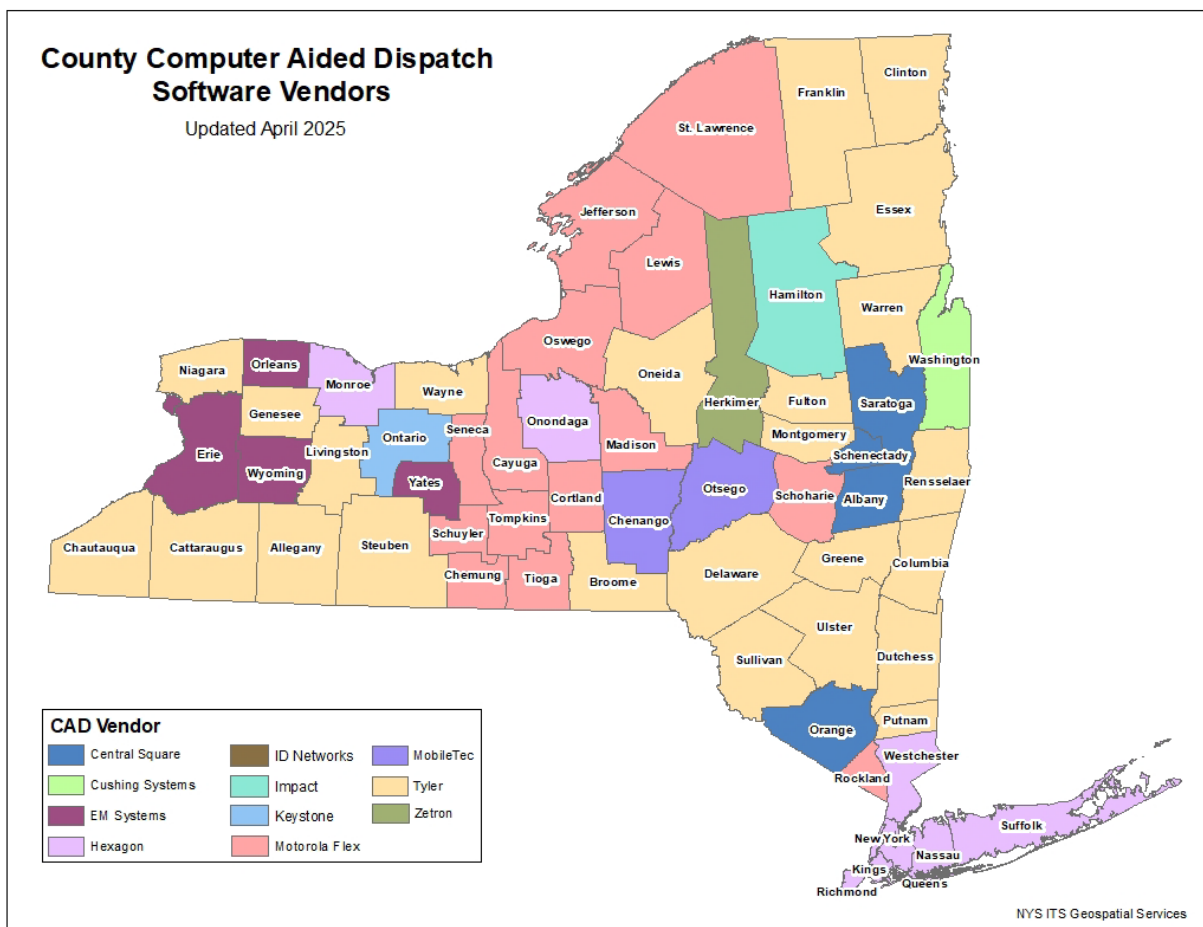 County Computer Aided Dispatch
Software Vendors
Updated April 2025
Clinton
Franklin
St. Lawrence
Essex
Jefferson
Lewis
Hamilton
Warren
Oswego
Washington
Orleans
Niagara
Monroe
Wayne
Oneida
Herkimer
Fulton
Saratoga
Genesee
Onondaga
Seneca
Ontario
Madison
Montgomery
Erie
Livingston
Schenectady
Wyoming
Cayuga
Yates
Otsego
Rensselaer
Cortland
Schoharie
Albany
Tompkins
Chenango
Schuyler
Chautauqua
Cattaraugus
Allegany
Steuben
Greene
Columbia
Chemung
Tioga
Broome
Delaware
Ulster
Sullivan
Dutchess
Putnam
Orange
Westchester
Rockland
Suffolk
New York
Nassau
Kings
Queens
Richmond
CAD Vendor
Central Square
Cushing Systems
EM Systems
Hexagon
ID Networks
Impact
Keystone
Motorola Flex
MobileTec
Tyler
Zetron
NYS ITS Geospatial Services